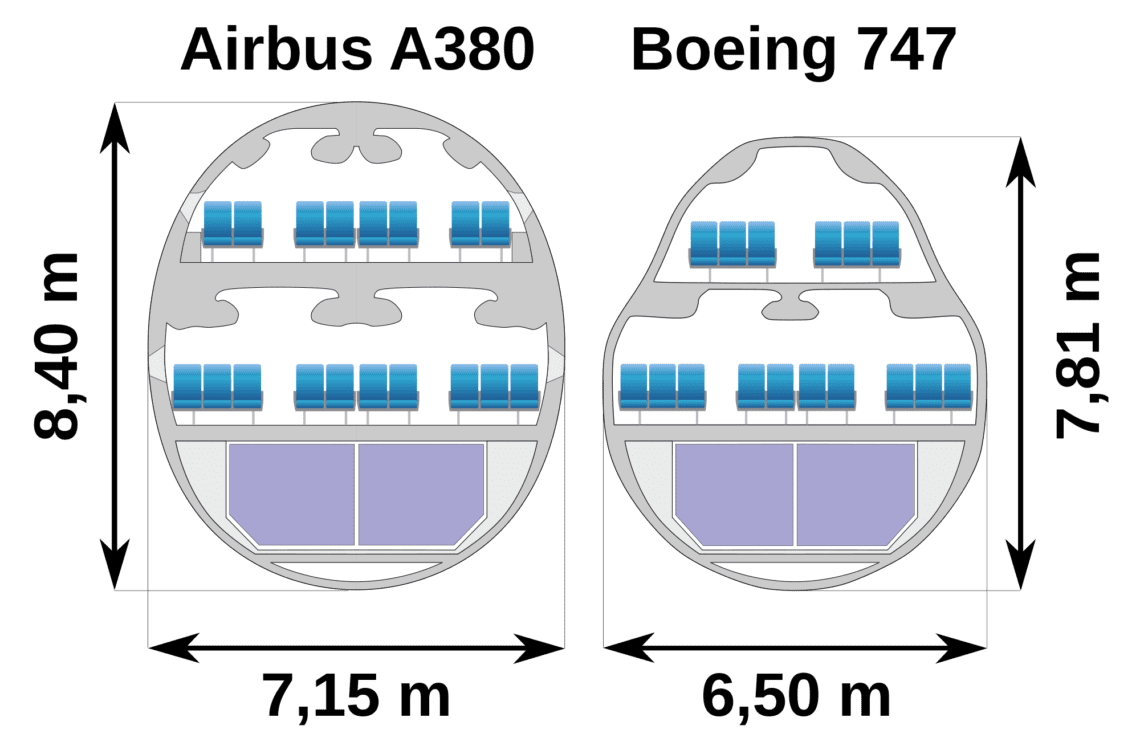 Airbus A380
Boeing 747
8,40 m
7,81 m
7,15 m
6,50 m